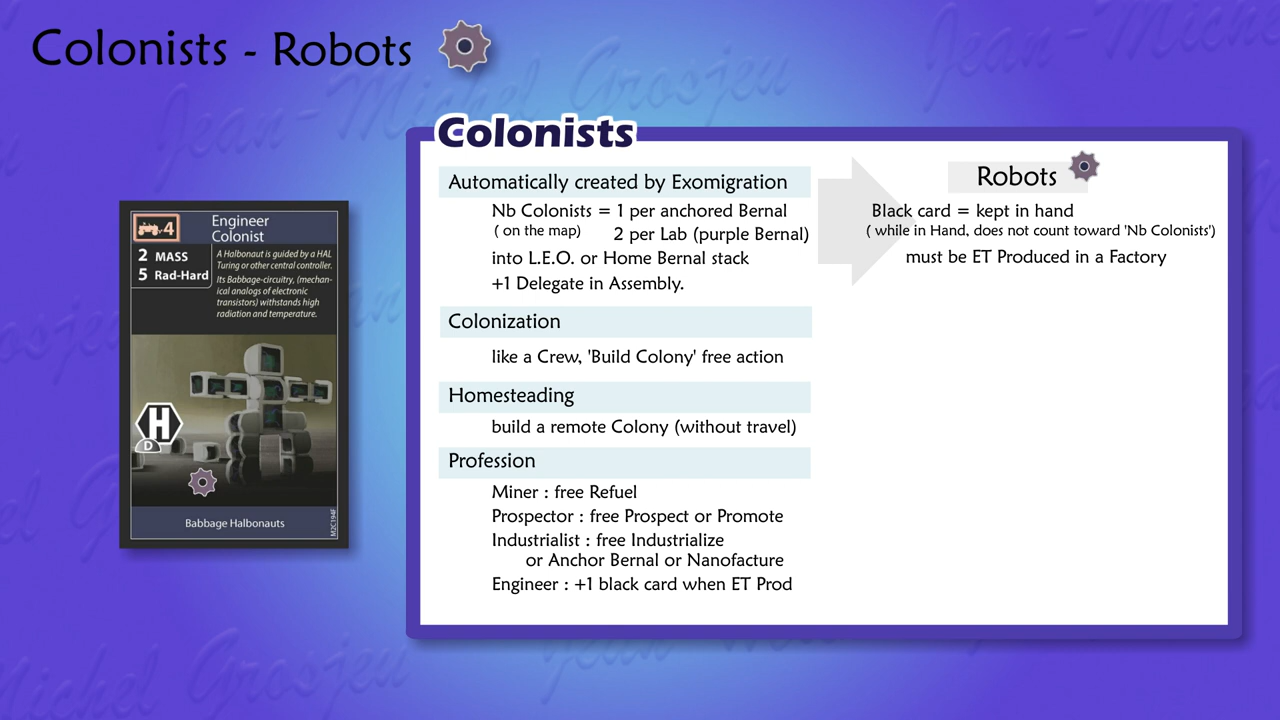 Colonists - Robots
Engineer
Colonist
4
2 MASS
5 Rad-Hard
A Halbonaut is guided by a HAL
Turing or other central controller.
Its Babbage-circuitry, (mechan-
ical analogs of electronic
transistors) withstands high
radiation and temperature.
H
D
Babbage Halbonauts
M2C194F
Colonists
Automatically created by Exomigration
Nb Colonists = 1 per anchored Bernal
( on the map) 2 per Lab (purple Bernal)
into L.E.O. or Home Bernal stack
+1 Delegate in Assembly.
Colonization
like a Crew, 'Build Colony' free action
Homesteading
build a remote Colony (without travel)
Profession
Miner : free Refuel
Prospector : free Prospect or Promote
Industrialist : free Industrialize
or Anchor Bernal or Nanofacture
Engineer : +1 black card when ET Prod
Robots
Black card = kept in hand
( while in Hand, does not count toward 'Nb Colonists')
must be ET Produced in a Factory
Jean-Michel Grosjeu